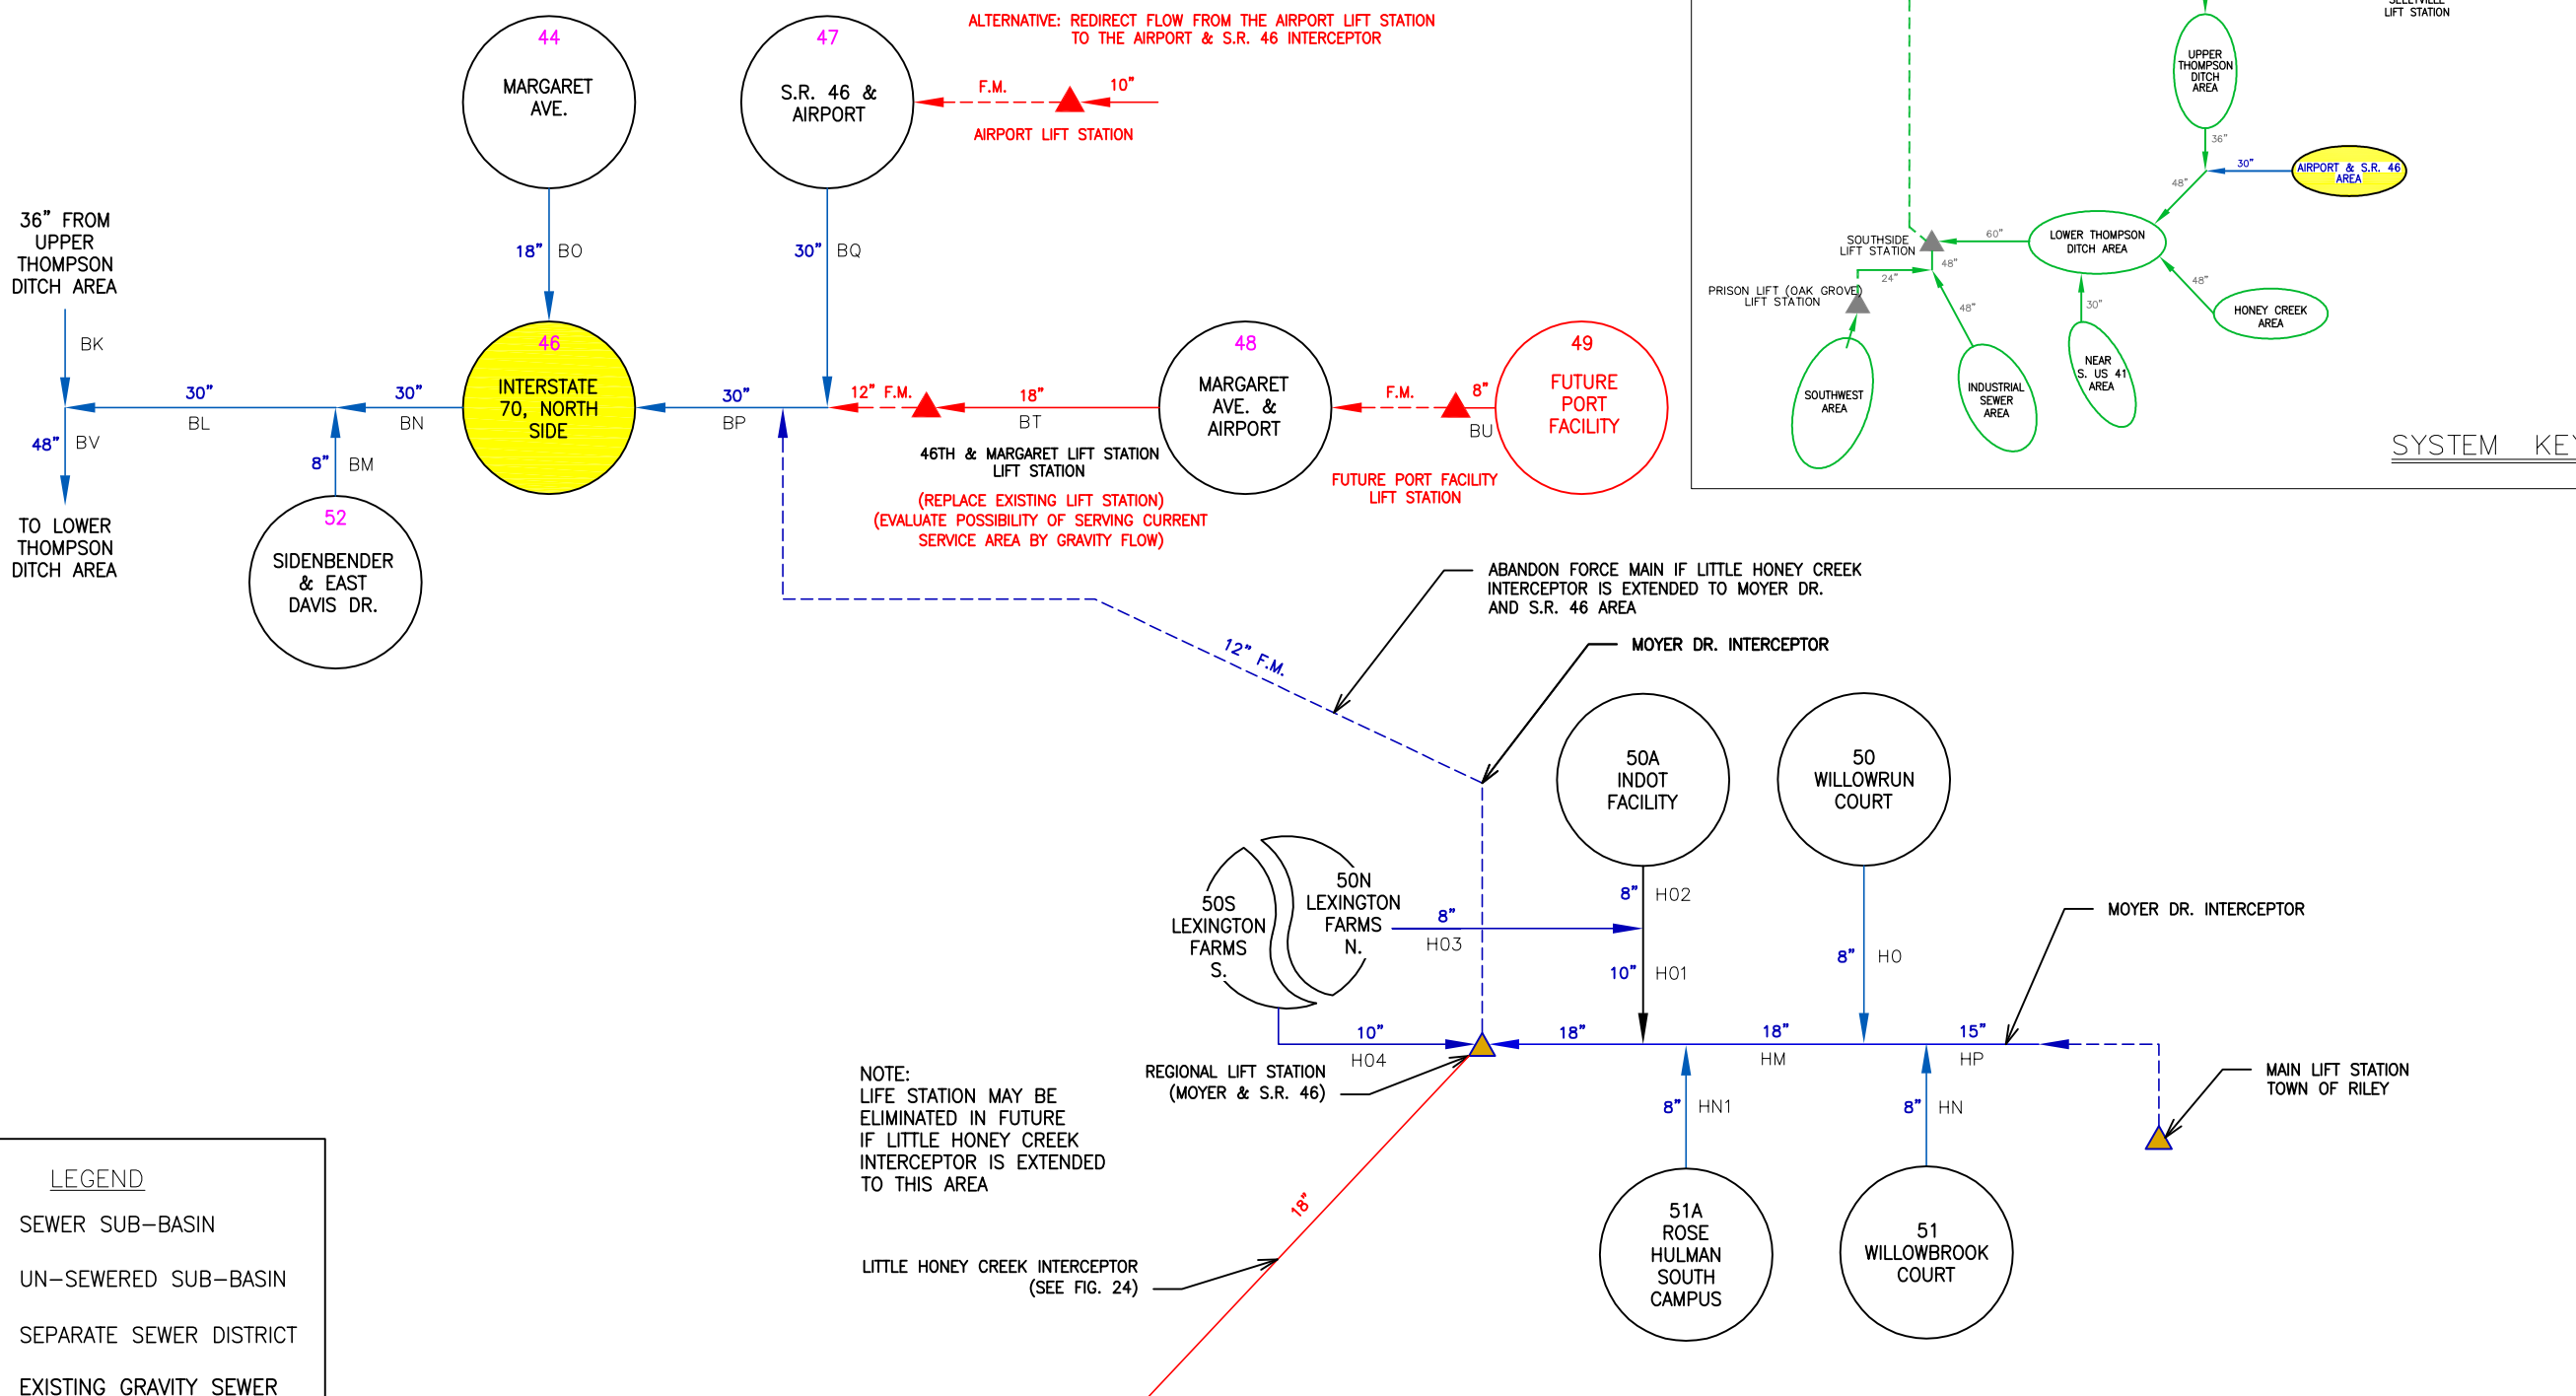 ALTERNATIVE: REDIRECT FLOW FROM THE AIRPORT LIFT STATION
TO THE AIRPORT & S.R. 46 INTERCEPTOR
44
MARGARET
AVE.
47
S.R. 46 &
AIRPORT
F.M.
10"
AIRPORT LIFT STATION
36" FROM
UPPER
THOMPSON
DITCH AREA
BK
18"
BO
30"
BQ
30"
BL
30"
BN
46
INTERSTATE
70, NORTH
SIDE
30"
BP
12" F.M.
18"
BT
48
MARGARET
AVE. &
AIRPORT
F.M.
8"
BU
49
FUTURE
PORT
FACILITY
48"
BV
8"
BM
TO LOWER
THOMPSON
DITCH AREA
52
SIDENBENDER
& EAST
DAVIS DR.
46TH & MARGARET LIFT STATION
LIFT STATION
(REPLACE EXISTING LIFT STATION)
(EVALUATE POSSIBILITY OF SERVING CURRENT
SERVICE AREA BY GRAVITY FLOW)
FUTURE PORT FACILITY
LIFT STATION
LIFT STATION
UPPER
THOMPSON
DITCH
AREA
36"
30"
AIRPORT & S.R. 46
AREA
48"
SOUTHSIDE
LIFT STATION
60"
LOWER THOMPSON
DITCH AREA
48"
24"
PRISON LIFT (OAK GROVE)
LIFT STATION
48"
30"
48"
HONEY CREEK
AREA
SOUTHWEST
AREA
INDUSTRIAL
SEWER
AREA
NEAR
S. US 41
AREA
SYSTEM KEY
ABANDON FORCE MAIN IF LITTLE HONEY CREEK
INTERCEPTOR IS EXTENDED TO MOYER DR.
AND S.R. 46 AREA
12" F.M.
MOYER DR. INTERCEPTOR
50A
INDOT
FACILITY
50
WILLOWRUN
COURT
50S
LEXINGTON
FARMS
S.
50N
LEXINGTON
FARMS
N.
8"
H03
8"
H02
10"
H01
8"
HO
MOYER DR. INTERCEPTOR
10"
H04
18"
18"
HM
15"
HP
REGIONAL LIFT STATION
(MOYER & S.R. 46)
MAIN LIFT STATION
TOWN OF RILEY
8"
HN1
8"
HN
NOTE:
LIFE STATION MAY BE
ELIMINATED IN FUTURE
IF LITTLE HONEY CREEK
INTERCEPTOR IS EXTENDED
TO THIS AREA
18"
51A
ROSE
HULMAN
SOUTH
CAMPUS
51
WILLOWBROOK
COURT
LITTLE HONEY CREEK INTERCEPTOR
(SEE FIG. 24)
LEGEND
SEWER SUB-BASIN
UN-SEWERED SUB-BASIN
SEPARATE SEWER DISTRICT
EXISTING GRAVITY SEWER